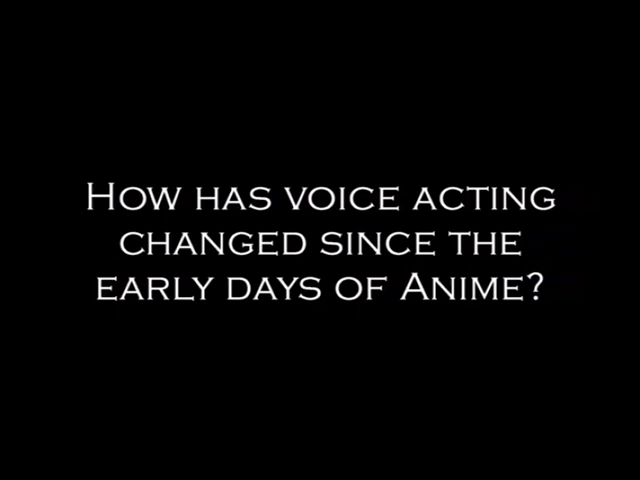 How has voice acting
changed since the
early days of Anime?